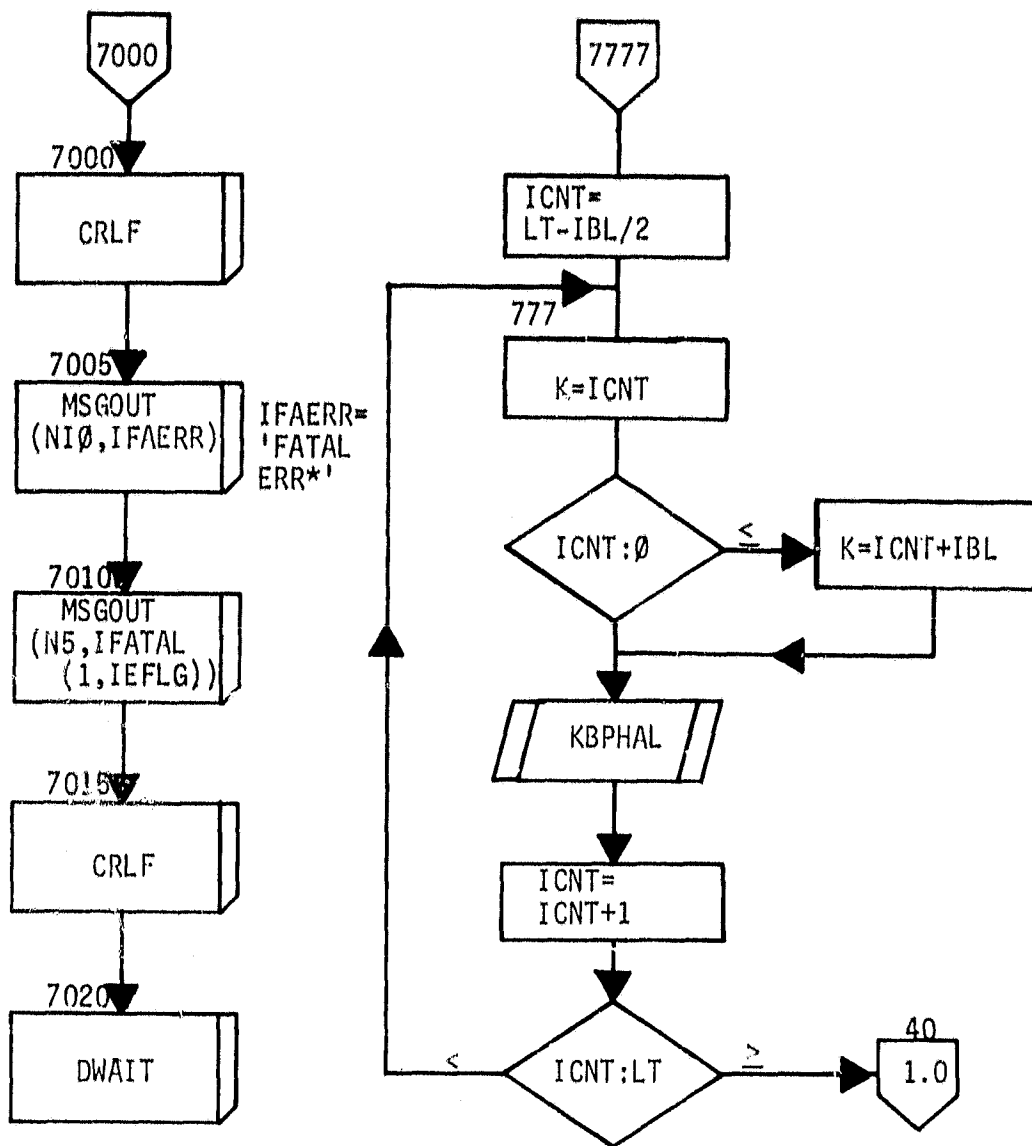 7000
7000
CRLF
7005
MSGOUT
(NIØ,IFAERR)
IFAERR=
'FATAL
ERR*'
7010
MSGOUT
(N5,IFATAL
(1,IEFLG))
7015
CRLF
7020
DWAIT
7777
ICNT=
LT-IBL/2
777
K=ICNT
ICNT:Ø
≤
K=ICNT+IBL
KBPHAL
ICNT=
ICNT+1
ICNT:LT
<
≥
40
1.0